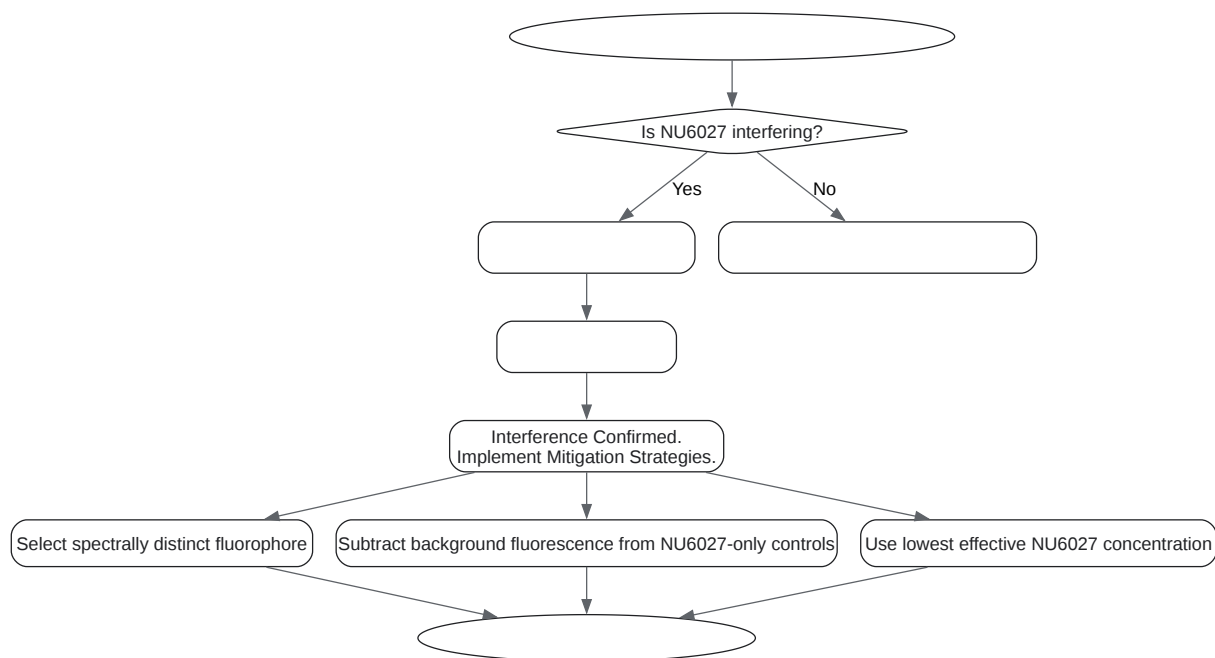 Is NU6027 interfering?
Yes
No
Interference Confirmed.
Implement Mitigation Strategies.
Select spectrally distinct fluorophore
Subtract background fluorescence from NU6027-only controls
Use lowest effective NU6027 concentration